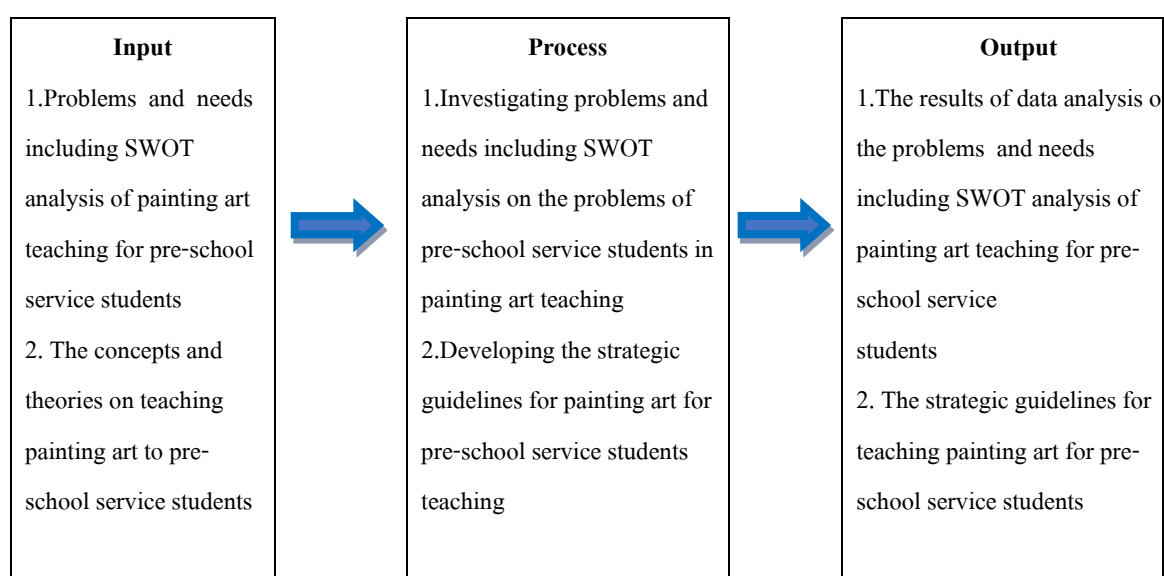 Input
1.Problems and needs
including SWOT
analysis of painting art
teaching for pre-school
service students
2. The concepts and
theories on teaching
painting art to pre-
school service students
Process
1.Investigating problems and
needs including SWOT
analysis on the problems of
pre-school service students in
painting art teaching
2.Developing the strategic
guidelines for painting art for
pre-school service students
teaching
Output
1.The results of data analysis o
the problems and needs
including SWOT analysis of
painting art teaching for pre-
school service
students
2. The strategic guidelines for
teaching painting art for pre-
school service students